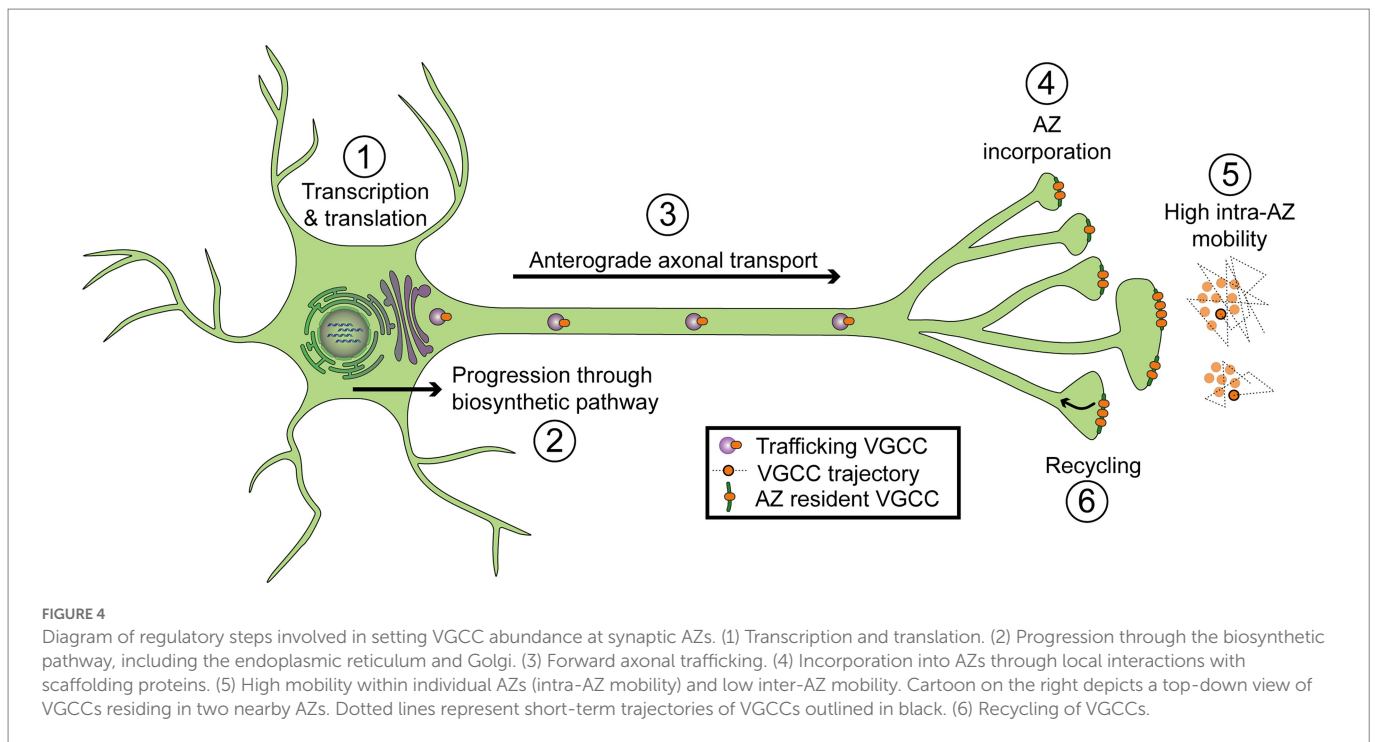 1
Transcription
& translation
3
Anterograde axonal transport
4
AZ
incorporation
5
High intra-AZ
mobility
Progression through
biosynthetic pathway
2
Trafficking VGCC
VGCC trajectory
AZ resident VGCC
Recycling
6
FIGURE 4
Diagram of regulatory steps involved in setting VGCC abundance at synaptic AZs. (1) Transcription and translation. (2) Progression through the biosynthetic
pathway, including the endoplasmic reticulum and Golgi. (3) Forward axonal trafficking. (4) Incorporation into AZs through local interactions with
scaffolding proteins. (5) High mobility within individual AZs (intra-AZ mobility) and low inter-AZ mobility. Cartoon on the right depicts a top-down view of
VGCCs residing in two nearby AZs. Dotted lines represent short-term trajectories of VGCCs outlined in black. (6) Recycling of VGCCs.